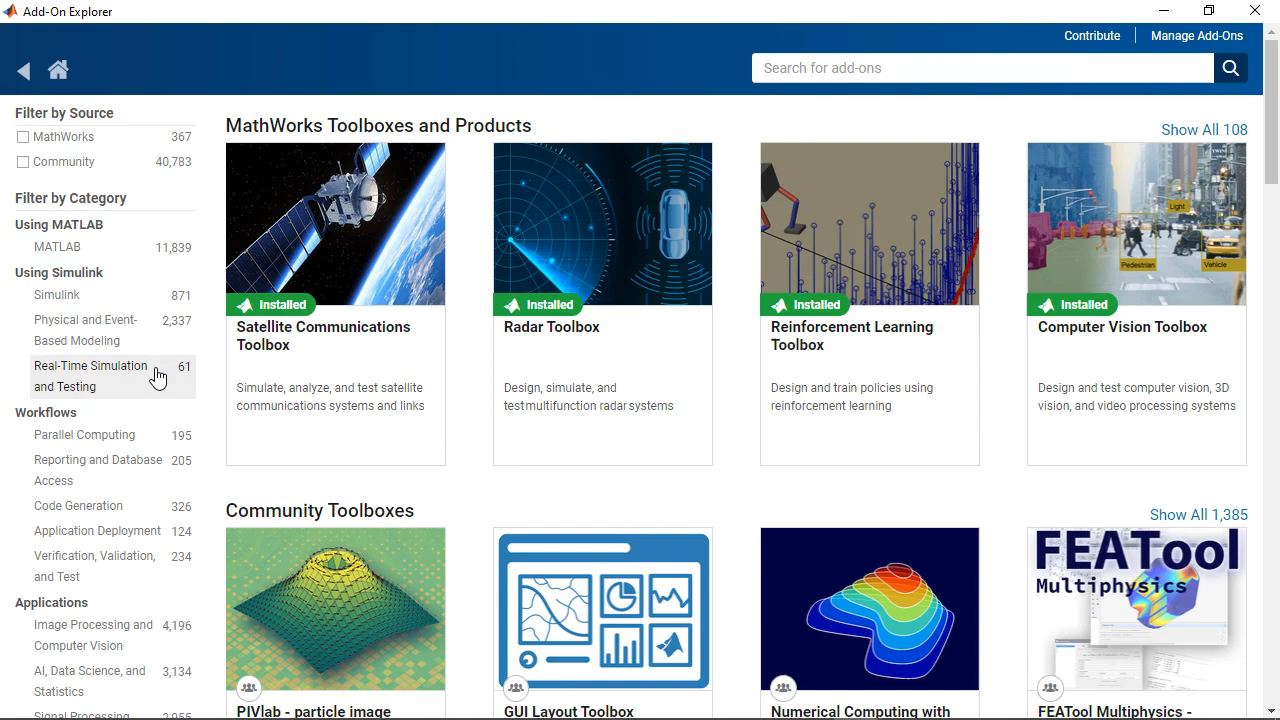 Add-On Explorer
Contribute
Manage Add-Ons
Search for add-ons
Filter by Source
MathWorks 367
Community 40,783
Filter by Category
Using MATLAB
MATLAB 11,839
Using Simulink
Simulink 871
Physical and Event- 2,337
Based Modeling
Real-Time Simulation 61
and Testing
Workflows
Parallel Computing 195
Reporting and Database 205
Access
Code Generation 326
Application Deployment 124
Verification, Validation, 234
and Test
Applications
Image Processing and 4,196
Computer Vision
AI, Data Science, and 3,134
Statistics
Signal Processing 2,955
MathWorks Toolboxes and Products
Show All 108
Installed
Satellite Communications
Toolbox
Simulate, analyze, and test satellite
communications systems and links
Installed
Radar Toolbox
Design, simulate, and
test multifunction radar systems
Installed
Reinforcement Learning
Toolbox
Design and train policies using
reinforcement learning
Light
Pedestrian
Vehicle
Installed
Computer Vision Toolbox
Design and test computer vision, 3D
vision, and video processing systems
Community Toolboxes
Show All 1,385
PIVlab - particle image
GUI Layout Toolbox
Numerical Computing with
FEATool
Multiphysics
FEATool Multiphysics -